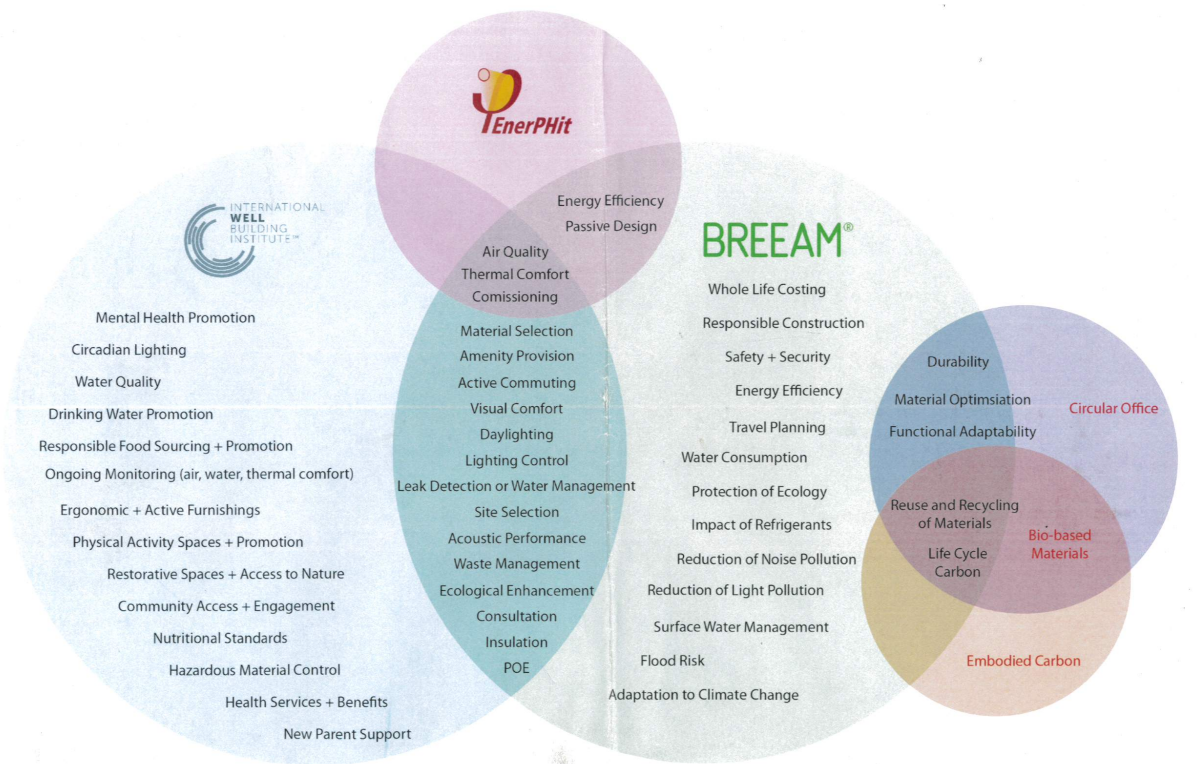 EnerPHit
INTERNATIONAL
WELL
BUILDING
INSTITUTE™
Mental Health Promotion
Circadian Lighting
Water Quality
Drinking Water Promotion
Responsible Food Sourcing + Promotion
Ongoing Monitoring (air, water, thermal comfort)
Ergonomic + Active Furnishings
Physical Activity Spaces + Promotion
Restorative Spaces + Access to Nature
Community Access + Engagement
Nutritional Standards
Hazardous Material Control
Health Services + Benefits
New Parent Support
Energy Efficiency
Passive Design
Air Quality
Thermal Comfort
Comissioning
Material Selection
Amenity Provision
Active Commuting
Visual Comfort
Daylighting
Lighting Control
Leak Detection or Water Management
Site Selection
Acoustic Performance
Waste Management
Ecological Enhancement
Consultation
Insulation
POE
BREEAM®
Whole Life Costing
Responsible Construction
Safety + Security
Energy Efficiency
Travel Planning
Water Consumption
Protection of Ecology
Impact of Refrigerants
Reduction of Noise Pollution
Reduction of Light Pollution
Surface Water Management
Flood Risk
Adaptation to Climate Change
Durability
Material Optimsiation
Functional Adaptability
Circular Office
Reuse and Recycling
of Materials
Life Cycle
Carbon
Bio-based
Materials
Embodied Carbon